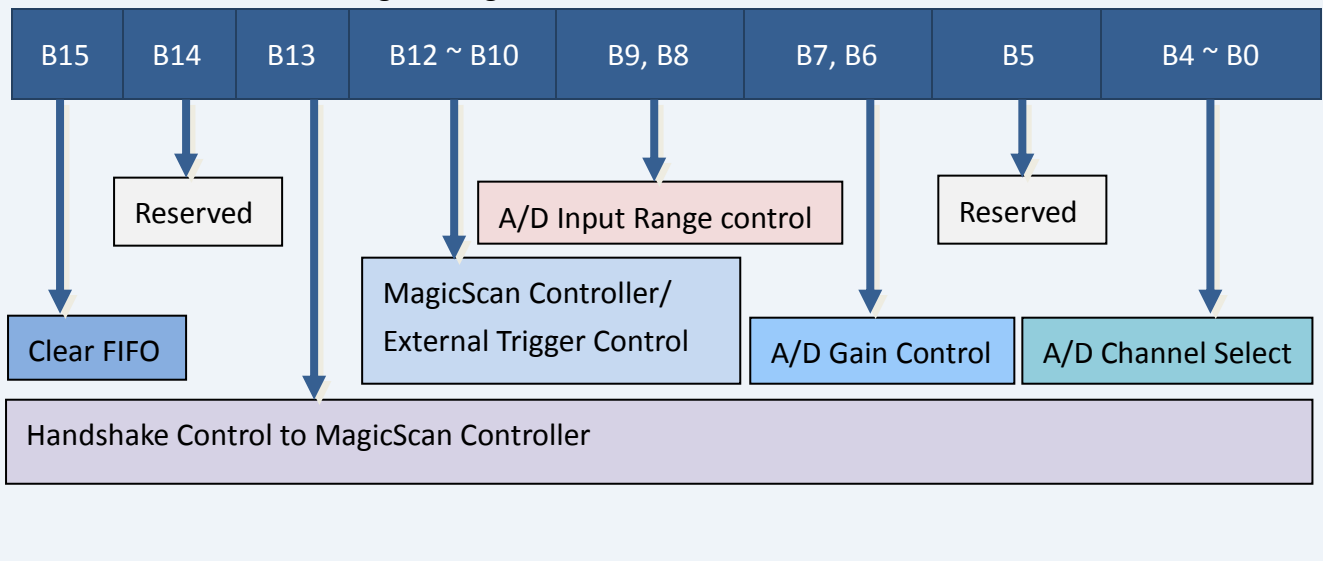 B15 B14 B13 B12 ~ B10 B9, B8 B7, B6 B5 B4 ~ B0
Reserved
A/D Input Range control
Reserved
MagicScan Controller/
External Trigger Control
Clear FIFO
A/D Gain Control
A/D Channel Select
Handshake Control to MagicScan Controller